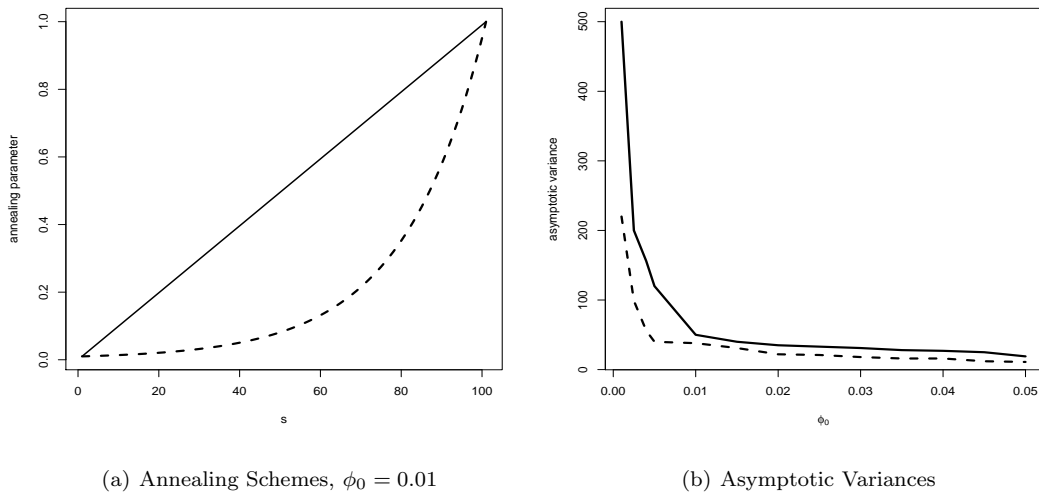 1.0
0.8
0.6
0.4
0.2
0.0
annealing parameter
0 20 40 60 80 100
s
500
400
300
200
100
0
asymptotic variance
0.00 0.01 0.02 0.03 0.04 0.05
ϕ₀
(a) Annealing Schemes, ϕ₀ = 0.01
(b) Asymptotic Variances